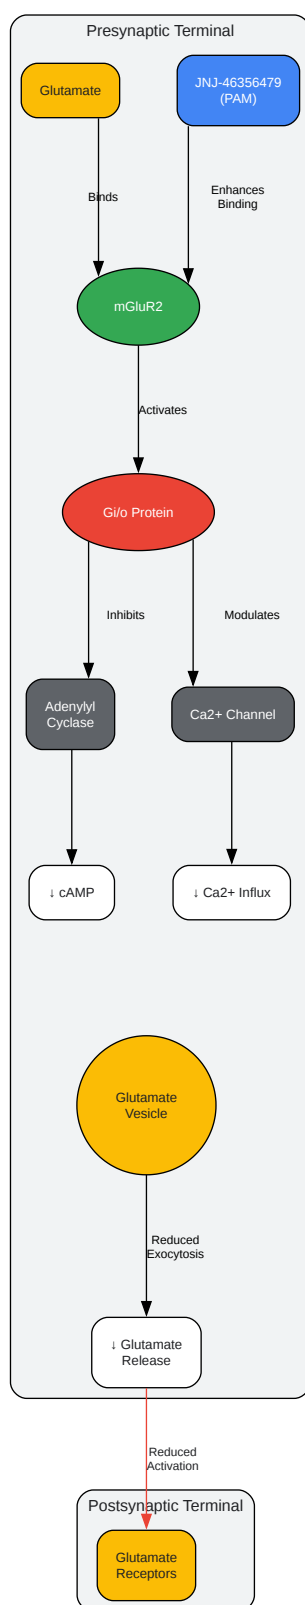 Presynaptic Terminal
Glutamate
JNJ-46356479
(PAM)
Binds
Enhances
Binding
mGluR2
Activates
Gi/o Protein
Inhibits
Modulates
Adenylyl
Cyclase
Ca2+ Channel
↓ cAMP
↓ Ca2+ Influx
Glutamate
Vesicle
Reduced
Exocytosis
↓ Glutamate
Release
Reduced
Activation
Postsynaptic Terminal
Glutamate
Receptors